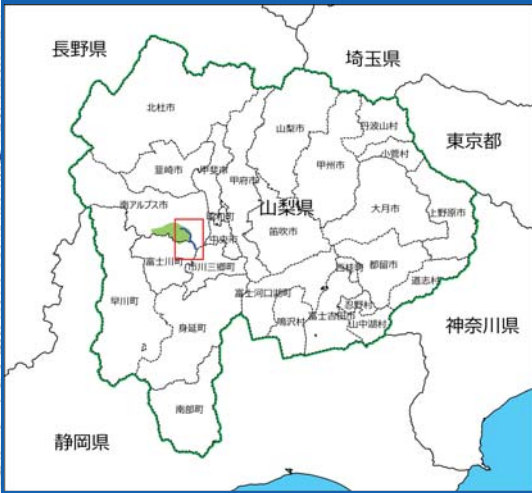 長野県
埼玉県
北杜市
山梨市
丹波山村
小菅村
東京都
韮崎市
甲斐市
甲府市
甲州市
南アルプス市
昭和町
山梨県
大月市
上野原市
中央市
笛吹市
富士川町
市川三郷町
西桂町
都留市
道志村
早川町
富士河口湖町
忍野村
鳴沢村
富士吉田市
山中湖村
身延町
神奈川県
南部町
静岡県